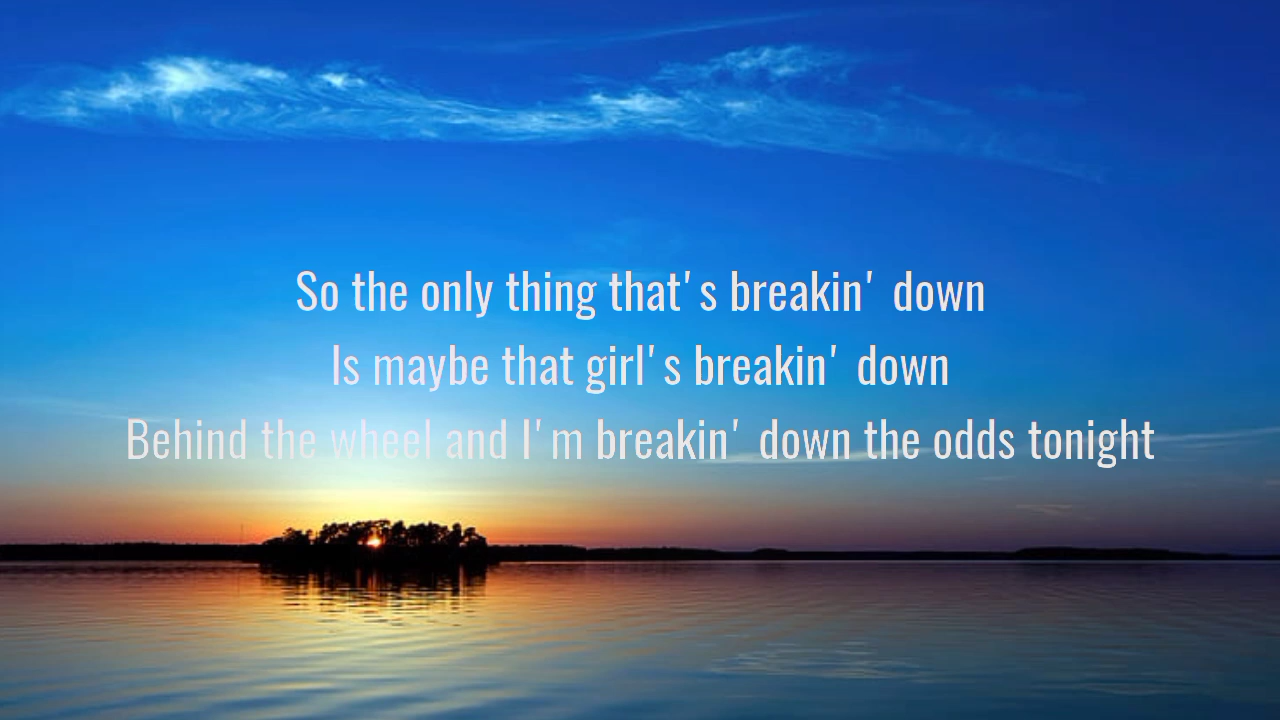 So the only thing that's breakin' down
Is maybe that girl's breakin' down
Behind the wheel and I'm breakin' down the odds tonight